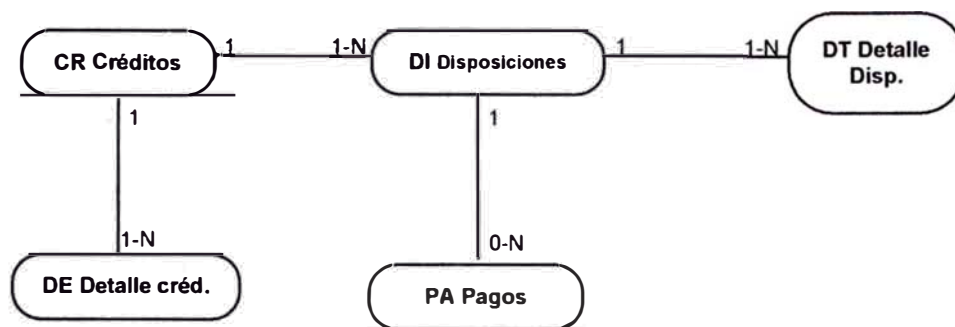 CR Créditos
1
1-N
DI Disposiciones
1
1-N
DT Detalle
Disp.
1
1
1-N
0-N
DE Detalle créd.
PA Pagos